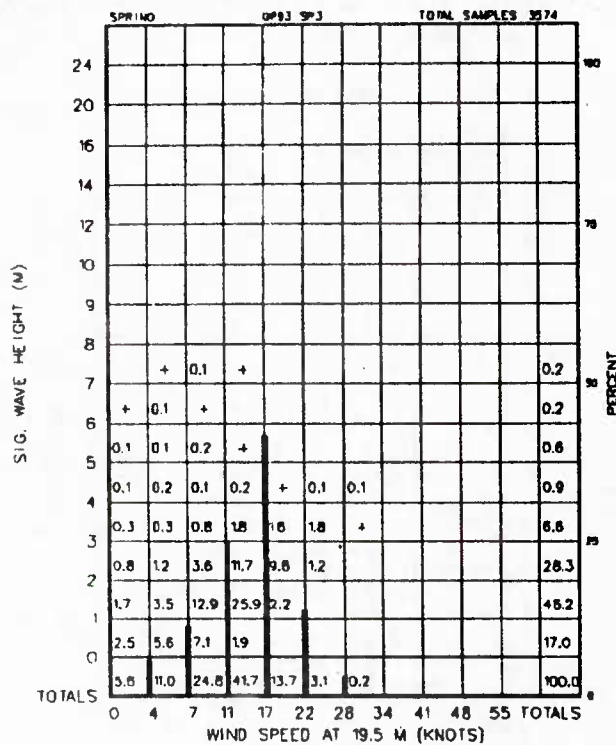 SPRING GP93 SP3 TOTAL SAMPLES 3574
24 100
20
16
14
12 75
10
9
8
+ 0.1 + 0.2
7 50
+ 0.1 + 0.2
6
0.1 0.1 0.2 + 0.6
5
0.1 0.2 0.1 0.2 + 0.1 0.1 0.9
4
0.3 0.3 0.8 1.8 1.6 1.8 + 6.6
3 25
0.8 1.2 3.6 11.7 9.8 1.2 28.3
2
1.7 3.5 12.9 25.9 2.2 46.2
1
2.5 5.6 7.1 1.9 17.0
0
5.6 11.0 24.8 41.7 13.7 3.1 0.2 100.0
TOTALS 0
0 4 7 11 17 22 28 34 41 48 55 TOTALS
WIND SPEED AT 19.5 M (KNOTS)
SIG. WAVE HEIGHT (M)
PERCENT